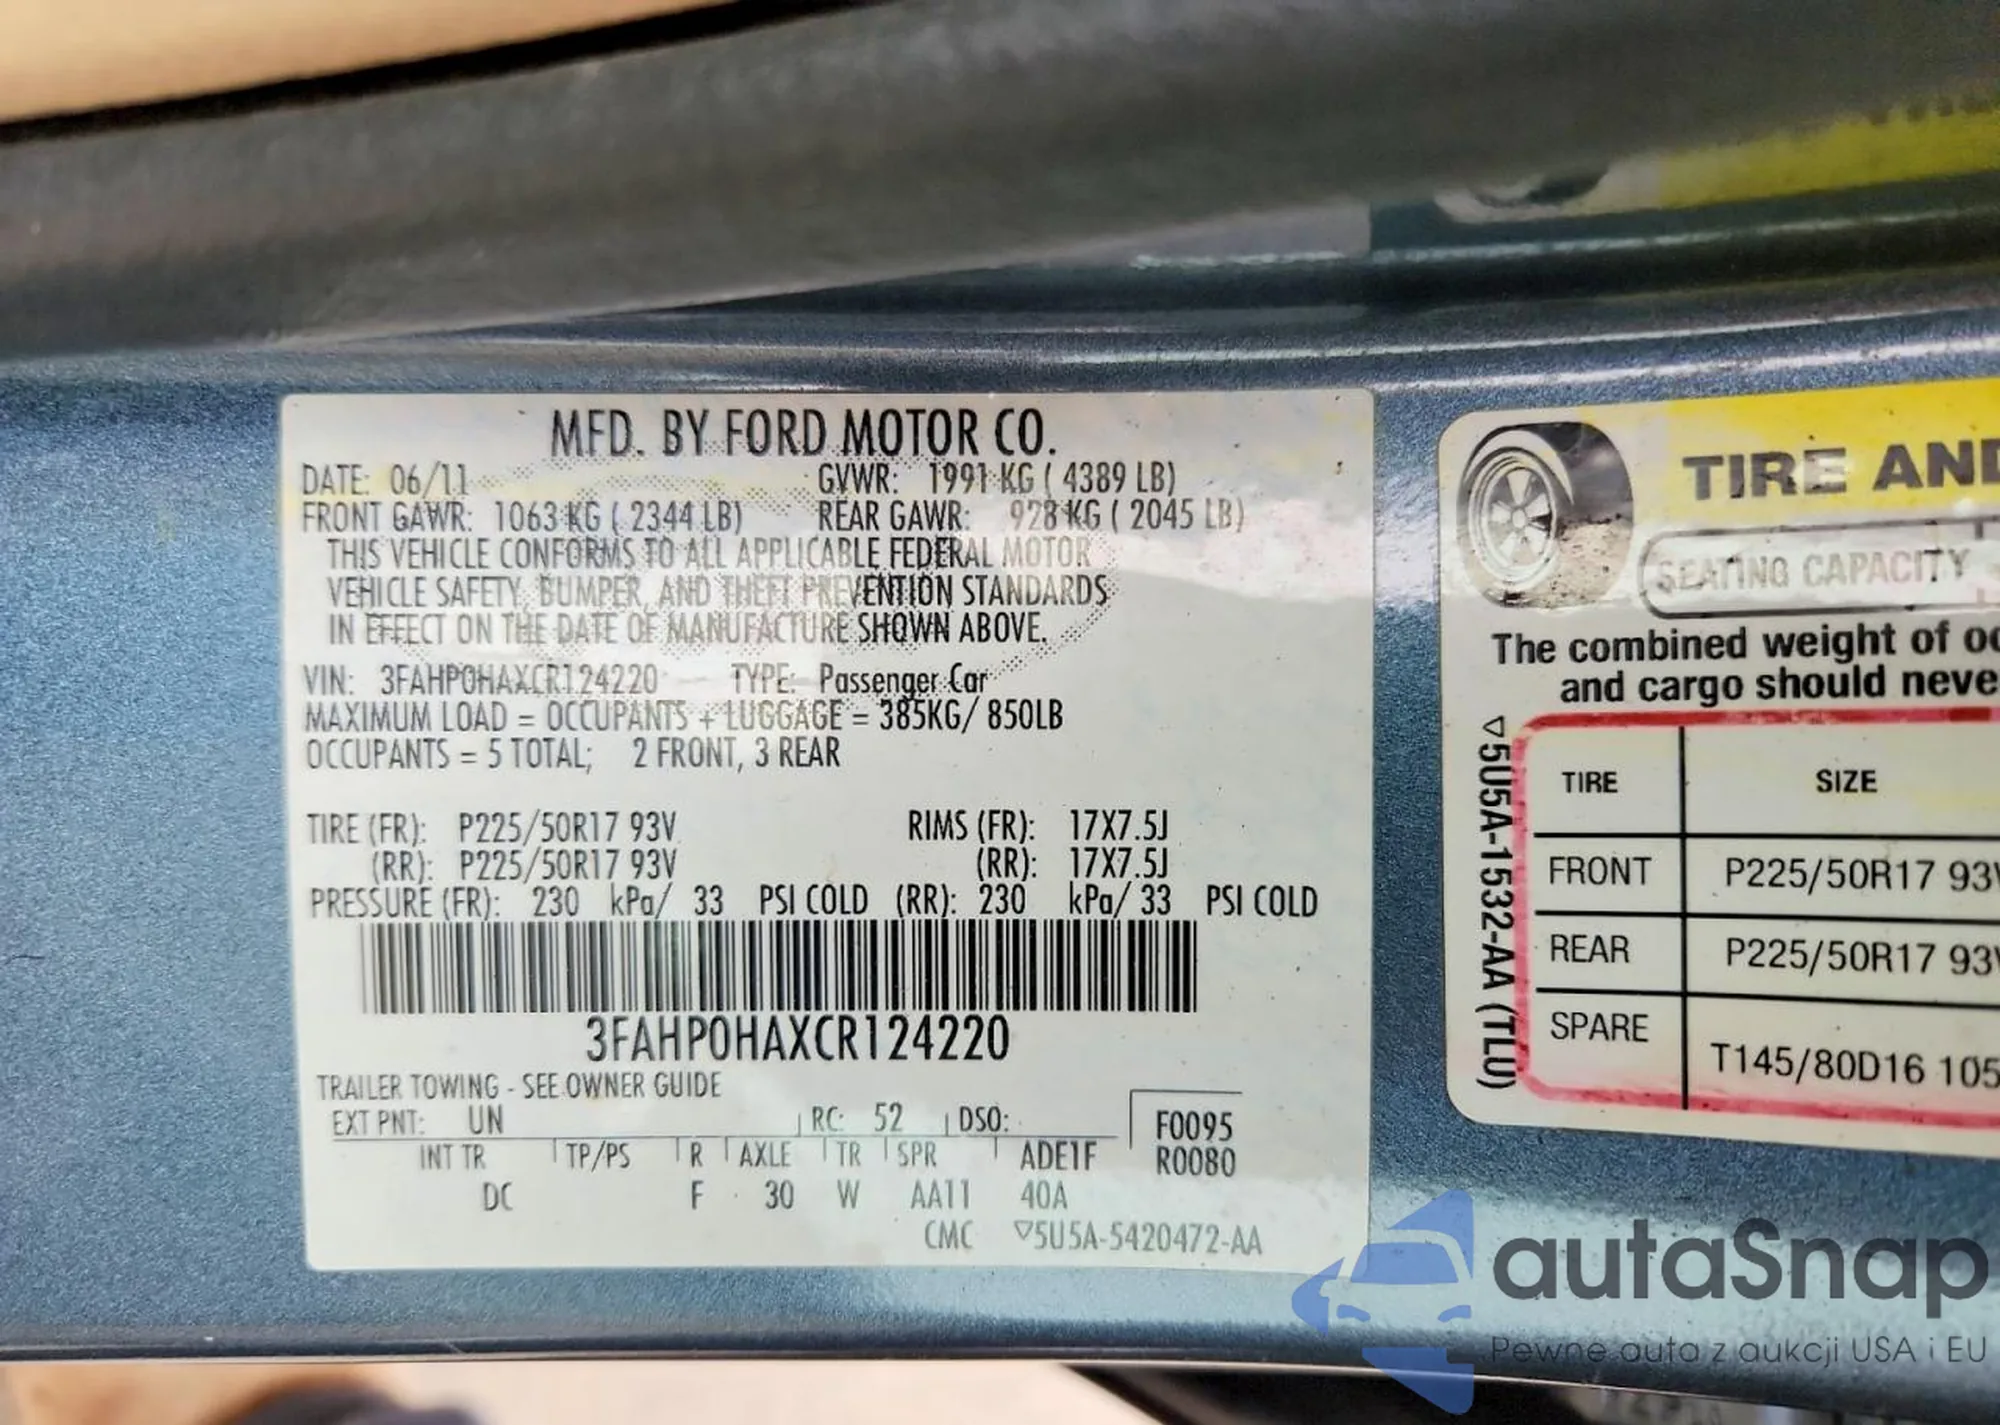 MFD. BY FORD MOTOR CO.
DATE: 06/11 GVWR: 1991 KG ( 4389 LB)
FRONT GAWR: 1063 KG ( 2344 LB) REAR GAWR: 928 KG ( 2045 LB)
THIS VEHICLE CONFORMS TO ALL APPLICABLE FEDERAL MOTOR
VEHICLE SAFETY, BUMPER, AND THEFT PREVENTION STANDARDS
IN EFFECT ON THE DATE OF MANUFACTURE SHOWN ABOVE.
VIN: 3FAHP0HAXCR124220 TYPE: Passenger Car
MAXIMUM LOAD = OCCUPANTS + LUGGAGE = 385KG/ 850LB
OCCUPANTS = 5 TOTAL; 2 FRONT, 3 REAR
TIRE (FR): P225/50R17 93V RIMS (FR): 17X7.5J
(RR): P225/50R17 93V (RR): 17X7.5J
PRESSURE (FR): 230 kPa/ 33 PSI COLD (RR): 230 kPa/ 33 PSI COLD
3FAHP0HAXCR124220
TRAILER TOWING - SEE OWNER GUIDE
EXT PNT: UN RC: 52 DSO: F0095
INT TR TP/PS R AXLE TR SPR ADE1F R0080
DC F 30 W AA11 40A
CMC ▽5U5A-5420472-AA
TIRE AND
SEATING CAPACITY
The combined weight of oc
and cargo should neve
▽5U5A-1532-AA (TLU)
TIRE SIZE
FRONT P225/50R17 93V
REAR P225/50R17 93V
SPARE T145/80D16 105
autaSnap
Pewne auta z aukcji USA i EU